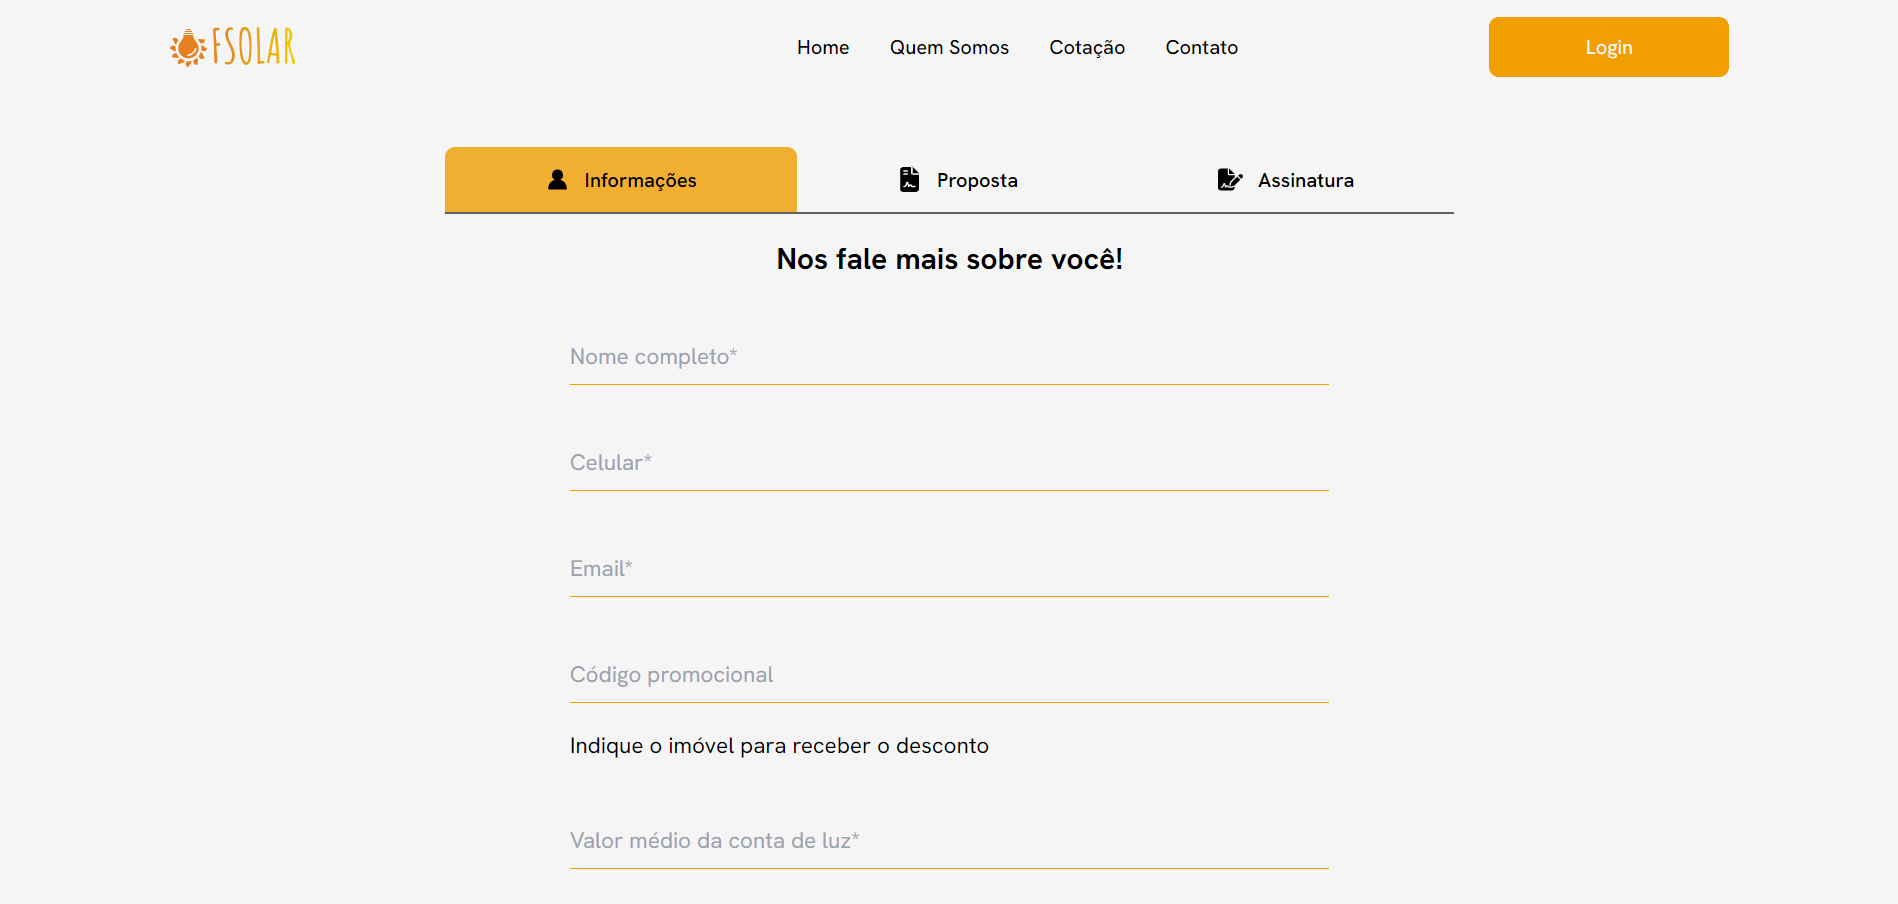 FSOLAR
Home Quem Somos Cotação Contato
Login
Informações Proposta Assinatura
Nos fale mais sobre você!
Nome completo*
Celular*
Email*
Código promocional
Indique o imóvel para receber o desconto
Valor médio da conta de luz*